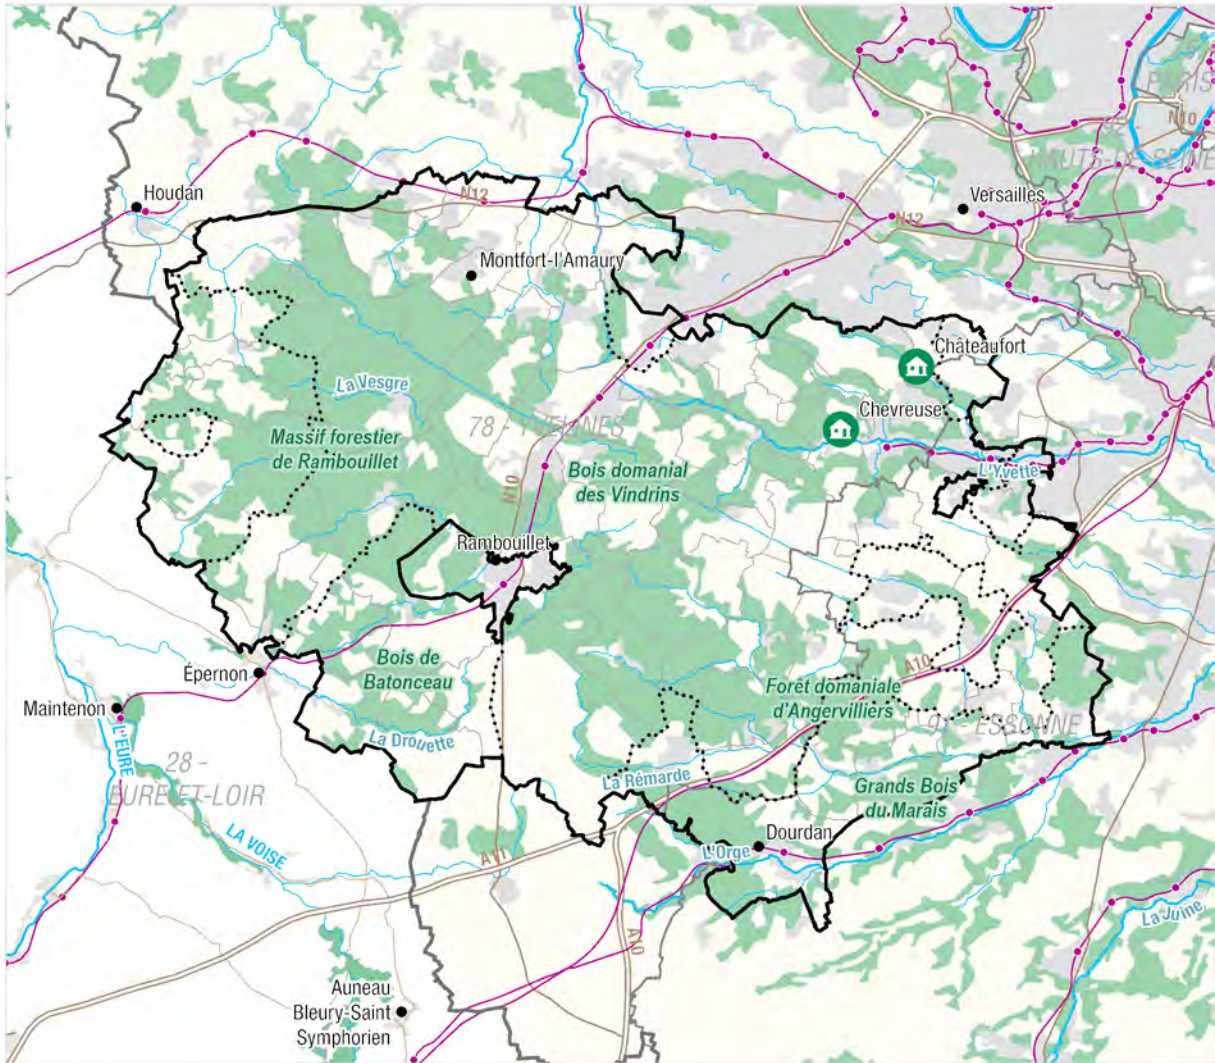 PARIS
N10
92
HAUTS-DE-SEINE
Houdan
N12
Versailles
N12
Montfort-l'Amaury
Châteaufort
La Vesgre
Chevreuse
78 - YVELINES
Massif forestier
de Rambouillet
Bois domanial
des Vindrins
L'Yvette
N10
Rambouillet
Épernon
Bois de
Batonceau
A10
Forêt domaniale
d'Angervilliers
Maintenon
91 - ESSONNE
L'EURE
La Drouette
28 -
EURE-ET-LOIR
La Rémarde
Grands Bois
du Marais
LA VOISE
Dourdan
A11
L'Orge
La Juine
A10
Auneau
Bleury-Saint
Symphorien